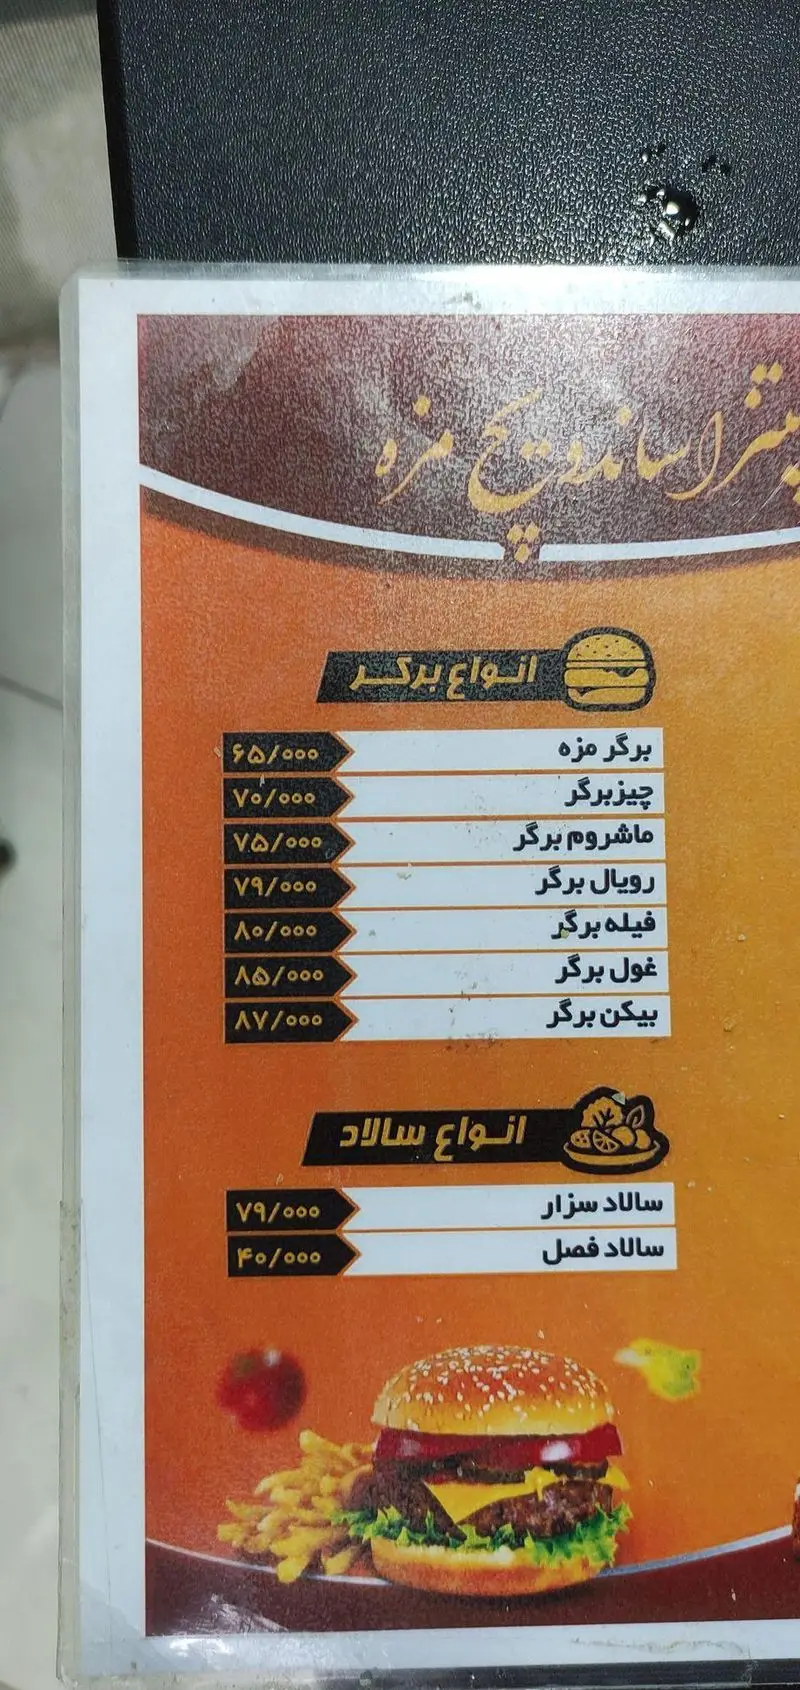 پیتزا ساندویچ مزه
انواع برگر
برگر مزه ۶۵/۰۰۰
چیزبرگر ۷۰/۰۰۰
ماشروم برگر ۷۵/۰۰۰
رویال برگر ۷۹/۰۰۰
فیله برگر ۸۰/۰۰۰
غول برگر ۸۵/۰۰۰
بیکن برگر ۸۷/۰۰۰
انواع سالاد
سالاد سزار ۷۹/۰۰۰
سالاد فصل ۴۰/۰۰۰